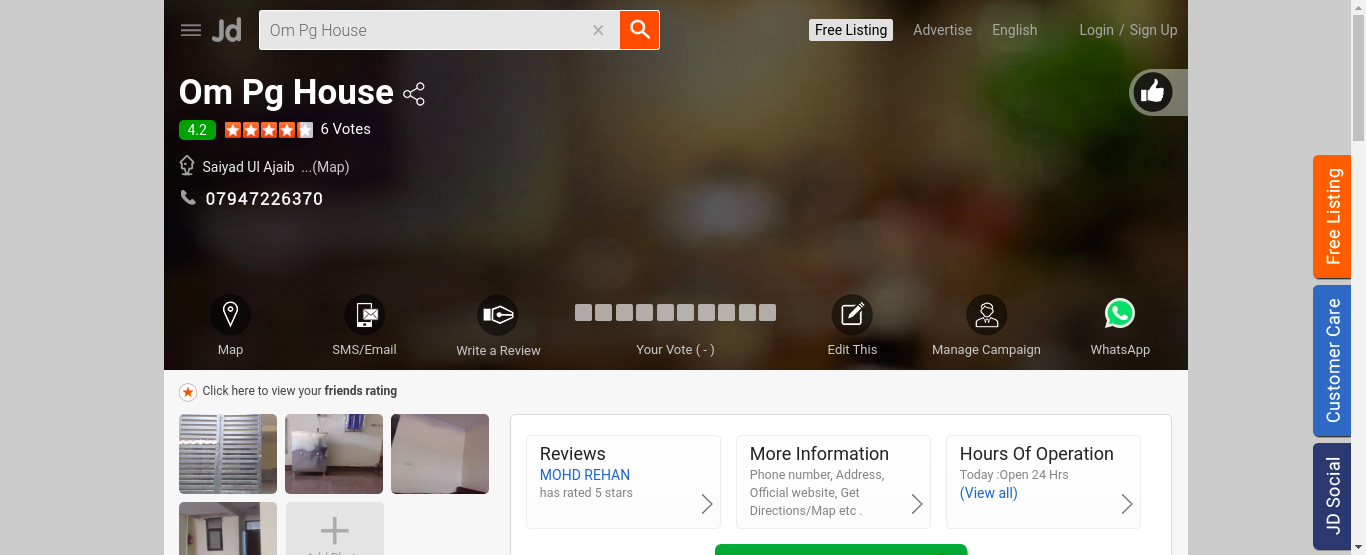 Jd
Om Pg House ×
Free Listing Advertise English Login / Sign Up
Om Pg House
4.2 6 Votes
Saiyad Ul Ajaib ...(Map)
07947226370
Map SMS/Email Write a Review Your Vote ( - ) Edit This Manage Campaign WhatsApp
Click here to view your friends rating
Reviews
MOHD REHAN
has rated 5 stars
More Information
Phone number, Address,
Official website, Get
Directions/Map etc .
Hours Of Operation
Today :Open 24 Hrs
(View all)
Free Listing
Customer Care
JD Social